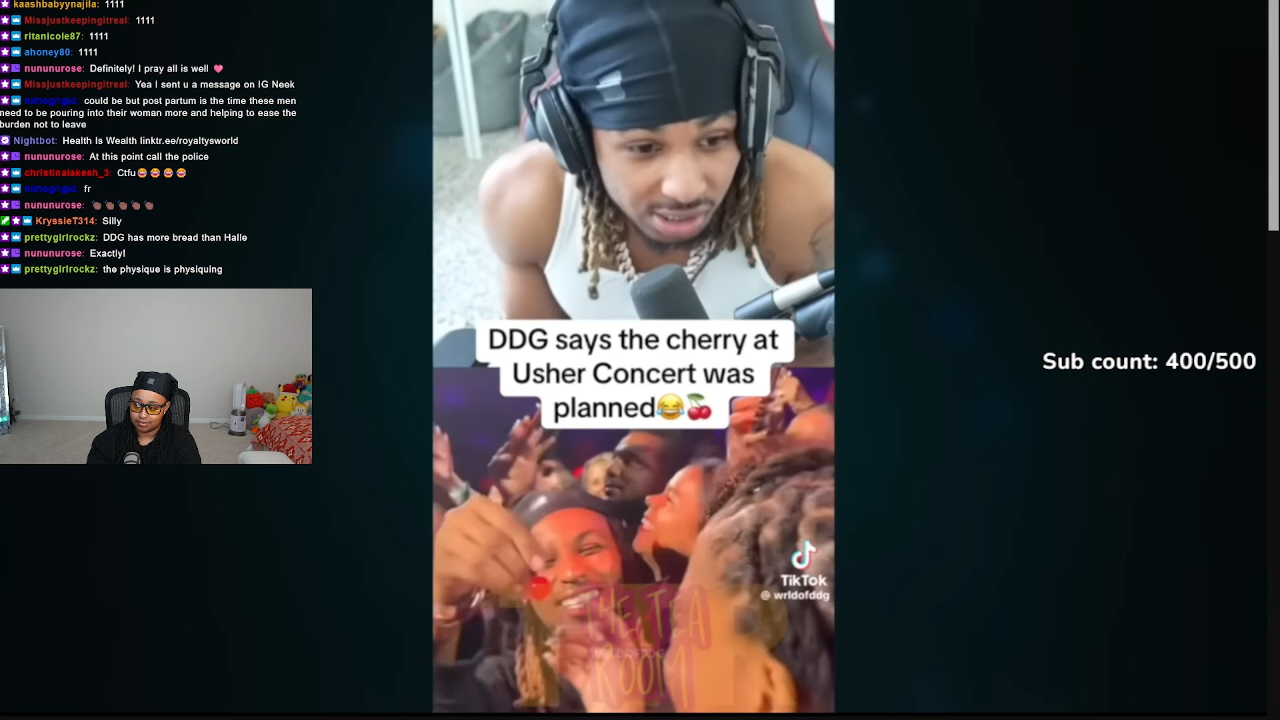 kaashbabyynajila: 1111
Missjustkeepingitreal: 1111
ritanicole87: 1111
ahoney80: 1111
nununurose: Definitely! I pray all is well
Missjustkeepingitreal: Yea I sent u a message on IG Neek
could be but post partum is the time these men
need to be pouring into their woman more and helping to ease the
burden not to leave
Nightbot: Health Is Wealth linktr.ee/royaltysworld
nununurose: At this point call the police
christinalakesh_3: Ctfu🤣🤣🤣🤣
fr
nununurose: 👏🏾👏🏾👏🏾👏🏾👏🏾
KryssieT314: Silly
prettygirlrockz: DDG has more bread than Halle
nununurose: Exactly!
prettygirlrockz: the physique is physiquing
DDG says the cherry at
Usher Concert was
planned😂🍒
Sub count: 400/500
TikTok
@ wrldofddg
THE TEA
ROOM